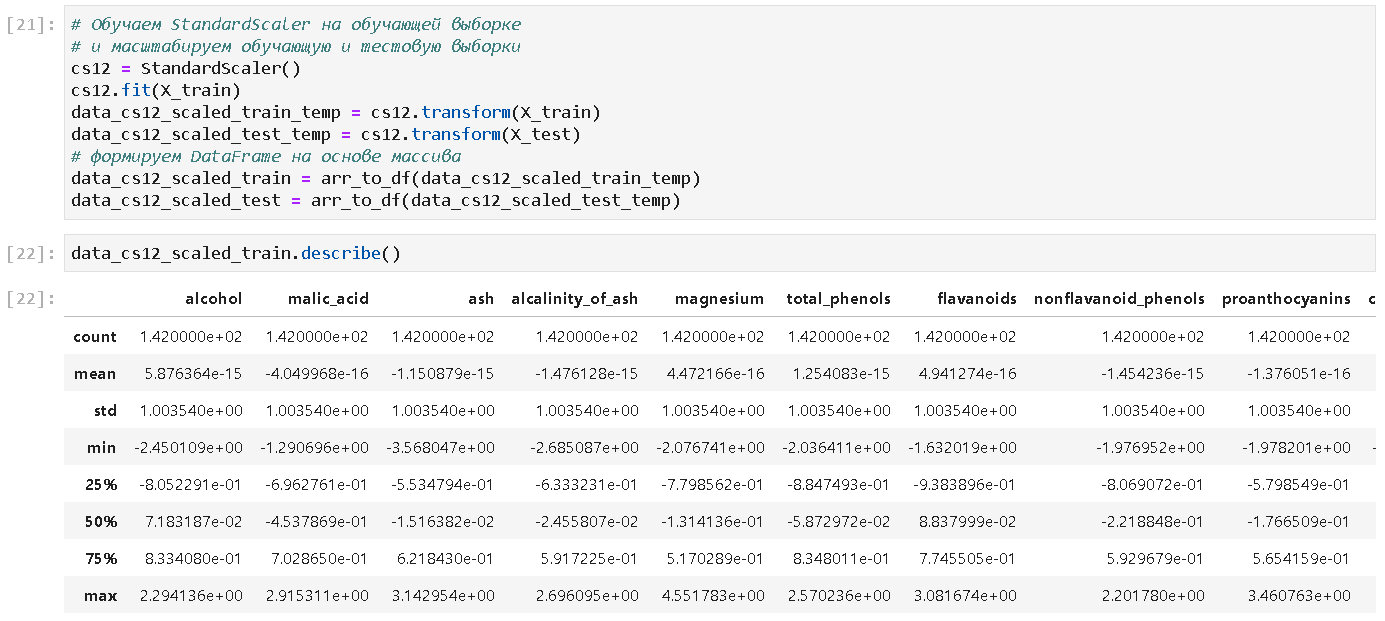 [21]:
# Обучаем StandardScaler на обучающей выборке
# и масштабируем обучающую и тестовую выборки
cs12 = StandardScaler()
cs12.fit(X_train)
data_cs12_scaled_train_temp = cs12.transform(X_train)
data_cs12_scaled_test_temp = cs12.transform(X_test)
# формируем DataFrame на основе массива
data_cs12_scaled_train = arr_to_df(data_cs12_scaled_train_temp)
data_cs12_scaled_test = arr_to_df(data_cs12_scaled_test_temp)
[22]: data_cs12_scaled_train.describe()
[22]: alcohol malic_acid ash alcalinity_of_ash magnesium total_phenols flavanoids nonflavanoid_phenols proanthocyanins
count 1.420000e+02 1.420000e+02 1.420000e+02 1.420000e+02 1.420000e+02 1.420000e+02 1.420000e+02 1.420000e+02 1.420000e+02
mean 5.876364e-15 -4.049968e-16 -1.150879e-15 -1.476128e-15 4.472166e-16 1.254083e-15 4.941274e-16 -1.454236e-15 -1.376051e-16
std 1.003540e+00 1.003540e+00 1.003540e+00 1.003540e+00 1.003540e+00 1.003540e+00 1.003540e+00 1.003540e+00 1.003540e+00
min -2.450109e+00 -1.290696e+00 -3.568047e+00 -2.685087e+00 -2.076741e+00 -2.036411e+00 -1.632019e+00 -1.976952e+00 -1.978201e+00
25% -8.052291e-01 -6.962761e-01 -5.534794e-01 -6.333231e-01 -7.798562e-01 -8.847493e-01 -9.383896e-01 -8.069072e-01 -5.798549e-01
50% 7.183187e-02 -4.537869e-01 -1.516382e-02 -2.455807e-02 -1.314136e-01 -5.872972e-02 8.837999e-02 -2.218848e-01 -1.766509e-01
75% 8.334080e-01 7.028650e-01 6.218430e-01 5.917225e-01 5.170289e-01 8.348011e-01 7.745505e-01 5.929679e-01 5.654159e-01
max 2.294136e+00 2.915311e+00 3.142954e+00 2.696095e+00 4.551783e+00 2.570236e+00 3.081674e+00 2.201780e+00 3.460763e+00